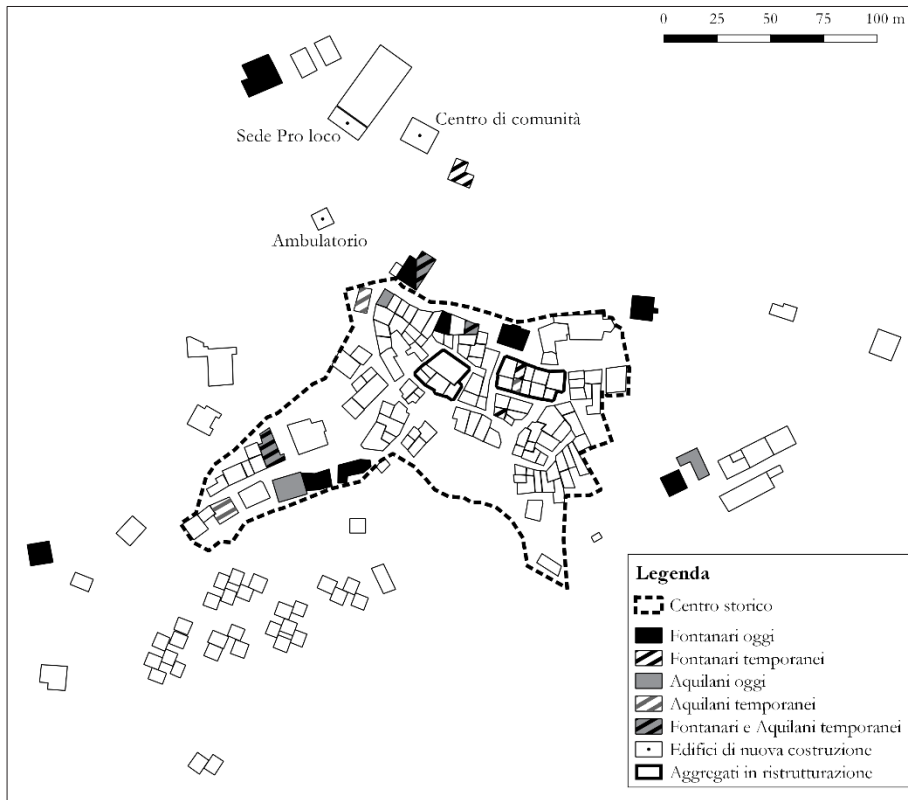 0 25 50 75 100 m
Centro di comunità
Sede Pro loco
Ambulatorio
Legenda
Centro storico
Fontanari oggi
Fontanari temporanei
Aquilani oggi
Aquilani temporanei
Fontanari e Aquilani temporanei
Edifici di nuova costruzione
Aggregati in ristrutturazione